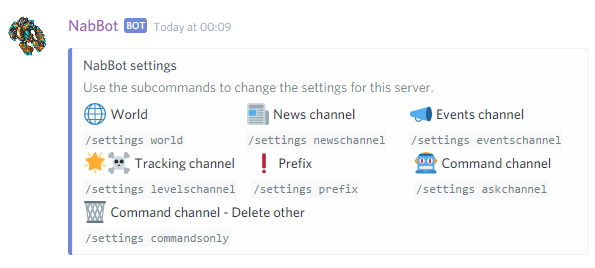 NabBot BOT Today at 00:09
NabBot settings
Use the subcommands to change the settings for this server.
World News channel Events channel
/settings world /settings newschannel /settings eventschannel
Tracking channel Prefix Command channel
/settings levelschannel /settings prefix /settings askchannel
Command channel - Delete other
/settings commandsonly